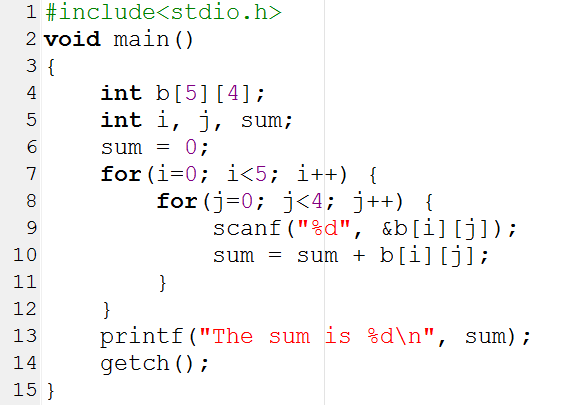 1 #include<stdio.h>
2 void main()
3 {
4     int b[5][4];
5     int i, j, sum;
6     sum = 0;
7     for(i=0; i<5; i++) {
8         for(j=0; j<4; j++) {
9             scanf("%d", &b[i][j]);
10             sum = sum + b[i][j];
11         }
12     }
13     printf("The sum is %d\n", sum);
14     getch();
15 }